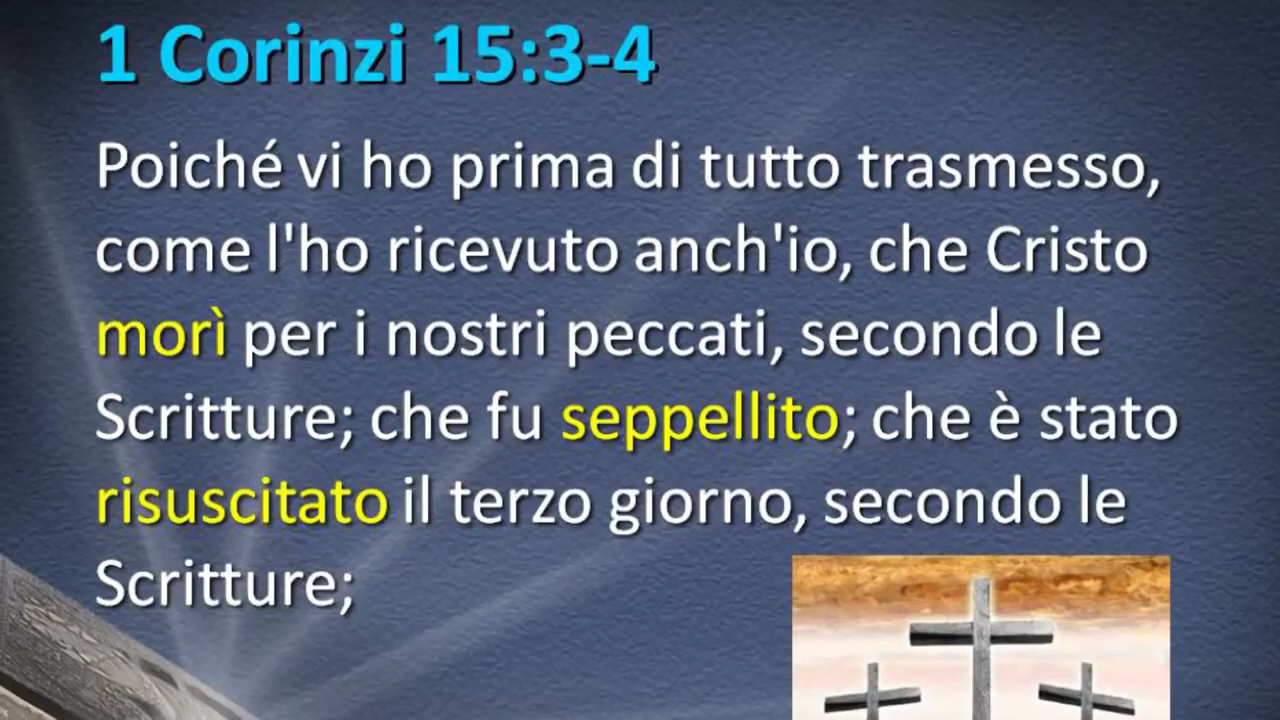 1 Corinzi 15:3-4
Poiché vi ho prima di tutto trasmesso,
come l'ho ricevuto anch'io, che Cristo
morì per i nostri peccati, secondo le
Scritture; che fu seppellito; che è stato
risuscitato il terzo giorno, secondo le
Scritture;